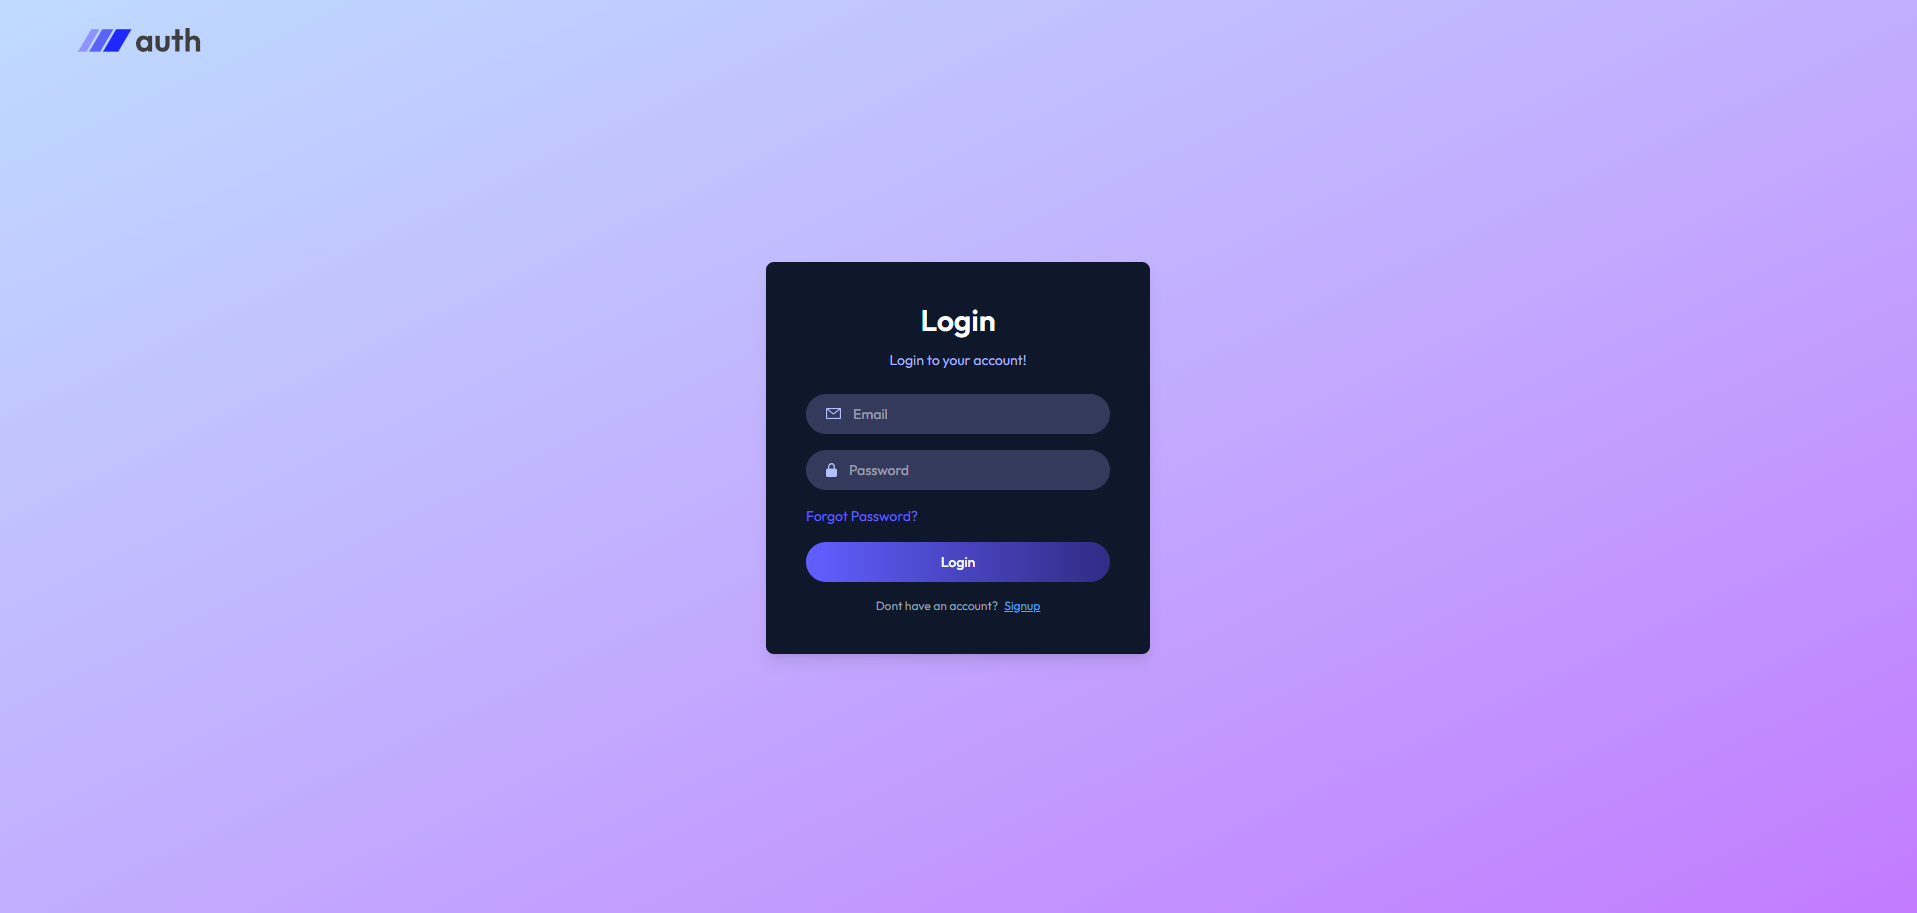 auth
Login
Login to your account!
Email
Password
Forgot Password?
Login
Dont have an account? Signup